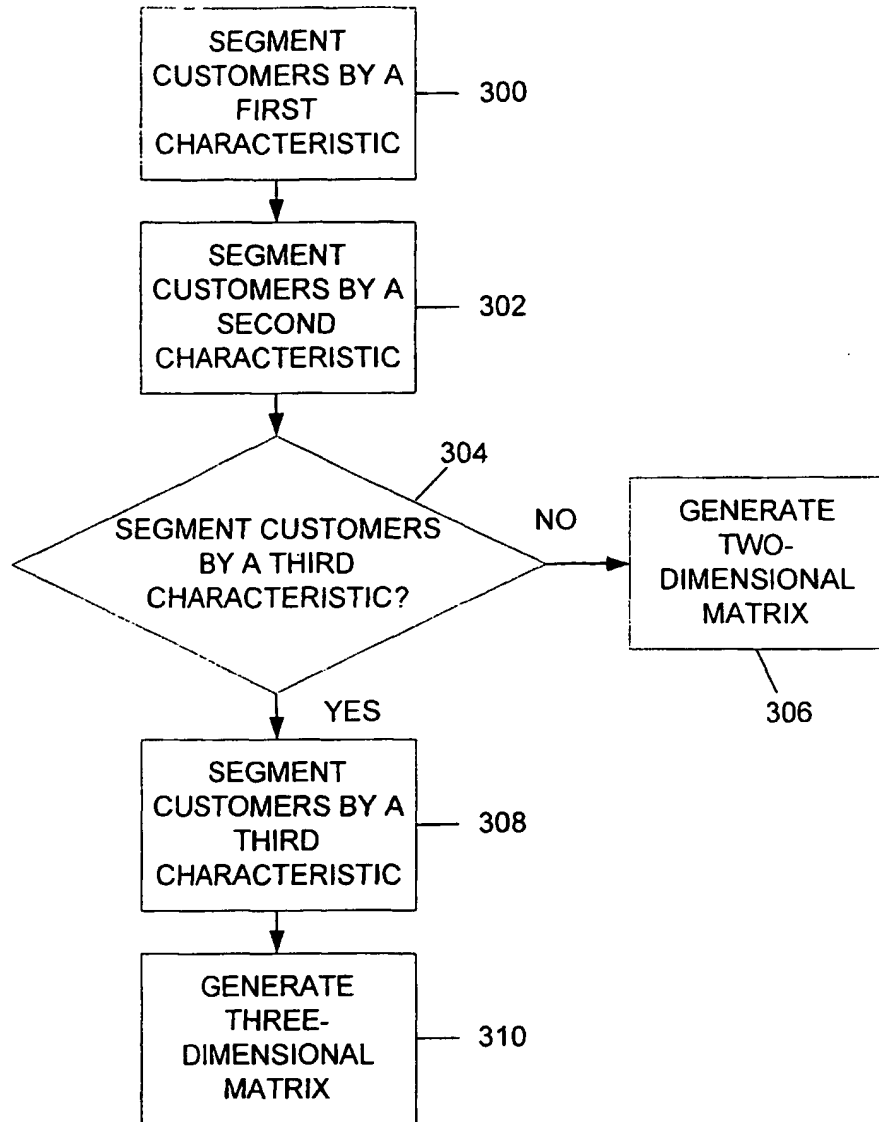 SEGMENT
CUSTOMERS BY A
FIRST
CHARACTERISTIC
300
SEGMENT
CUSTOMERS BY A
SECOND
CHARACTERISTIC
302
304
SEGMENT CUSTOMERS
BY A THIRD
CHARACTERISTIC?
NO
GENERATE
TWO-
DIMENSIONAL
MATRIX
306
YES
SEGMENT
CUSTOMERS BY A
THIRD
CHARACTERISTIC
308
GENERATE
THREE-
DIMENSIONAL
MATRIX
310